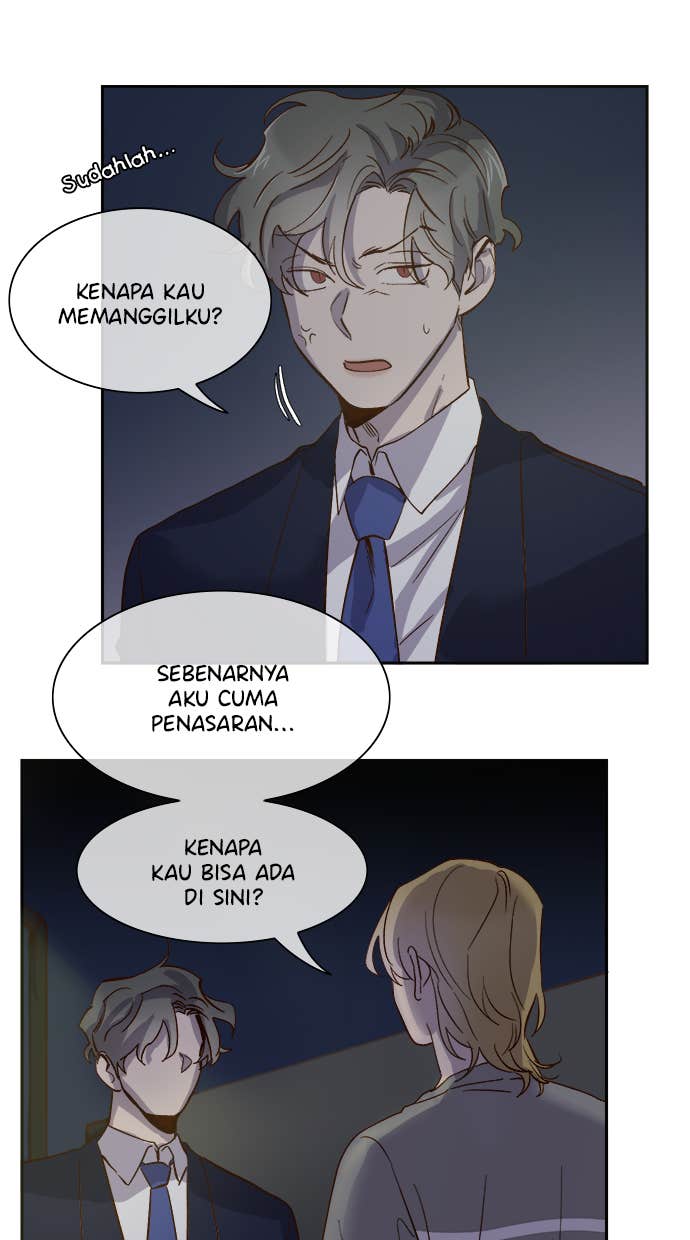 Sudahlah...
KENAPA KAU
MEMANGGILKU?
SEBENARNYA
AKU CUMA
PENASARAN...
KENAPA
KAU BISA ADA
DI SINI?